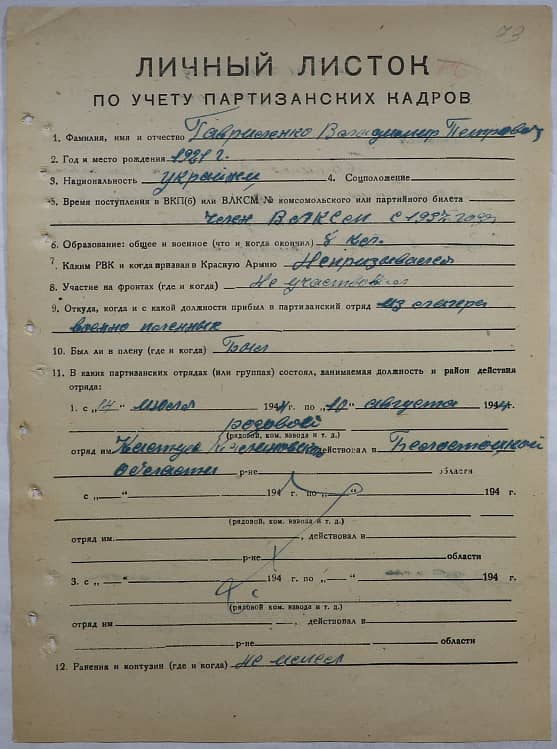 73
ЛИЧНЫЙ ЛИСТОК
ПО УЧЕТУ ПАРТИЗАНСКИХ КАДРОВ
1. Фамилия, имя и отчество Гавриленко Владимир Петрович
2. Год и место рождения 1921 г.
3. Национальность украинец 4. Соцположение
5. Время поступления в ВКП(б) или ВЛКСМ № комсомольского или партийного билета
Член ВЛКСМ с 1937 года
6. Образование: общее и военное (что и когда окончил) 8 кл.
7. Каким РВК и когда призван в Красную Армию Непризывался
8. Участие на фронтах (где и когда) Не участвовал
9. Откуда, когда и с какой должности прибыл в партизанский отряд из лагеря
военно пленных
10. Был ли в плену (где и когда) Был
11. В каких партизанских отрядах (или группах) состоял, занимаемая должность и район действия
отряда:
1. с „14“ июля 1944 г. по „10“ августа 1944 г.
рядовой
(рядовой, ком. взвода и т. д.)
отряд им. Кастуся Калиновского действовал в Белостоцкой
области р-не области
с „—“ 194 г. по „—“ 194 г.
(рядовой, ком. взвода и т. д.)
отряд им. , действовал в
р-не области
3. с „—“ 194 г. по „—“ 194 г.
(рядовой, ком. взвода и т. д.)
отряд им , действовал в
р-не области
12. Ранения и контузии (где и когда) не имел